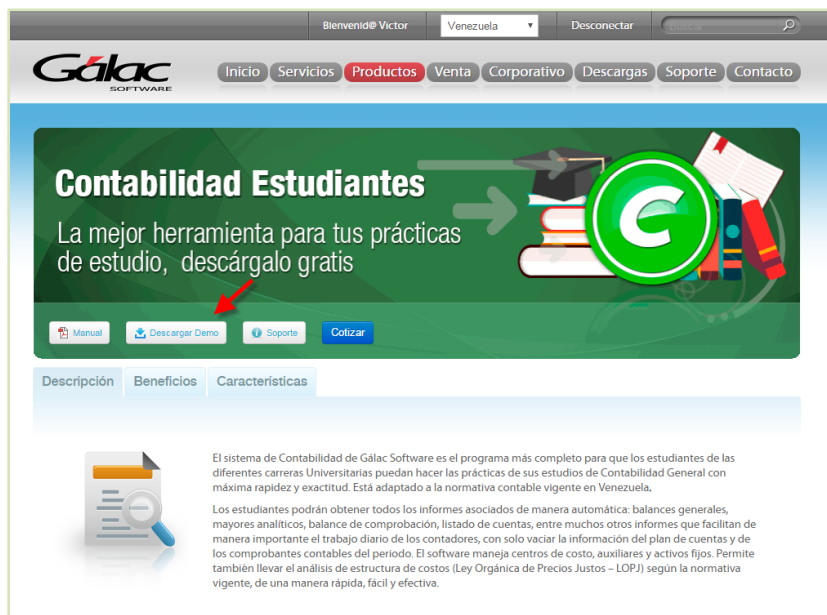 Bienvenid@ Victor
Venezuela
Desconectar
Buscar
Gálac
SOFTWARE
Inicio
Servicios
Productos
Venta
Corporativo
Descargas
Soporte
Contacto
Contabilidad Estudiantes
La mejor herramienta para tus prácticas
de estudio, descárgalo gratis
C
Manual
Descargar Demo
Soporte
Cotizar
Descripción
Beneficios
Características
El sistema de Contabilidad de Gálac Software es el programa más completo para que los estudiantes de las
diferentes carreras Universitarias puedan hacer las prácticas de sus estudios de Contabilidad General con
máxima rapidez y exactitud. Está adaptado a la normativa contable vigente en Venezuela.
Los estudiantes podrán obtener todos los informes asociados de manera automática: balances generales,
mayores analíticos, balance de comprobación, listado de cuentas, entre muchos otros informes que facilitan de
manera importante el trabajo diario de los contadores, con solo vaciar la información del plan de cuentas y de
los comprobantes contables del periodo. El software maneja centros de costo, auxiliares y activos fijos. Permite
tambièn llevar el análisis de estructura de costos (Ley Orgánica de Precios Justos – LOPJ) según la normativa
vigente, de una manera rápida, fácil y efectiva.